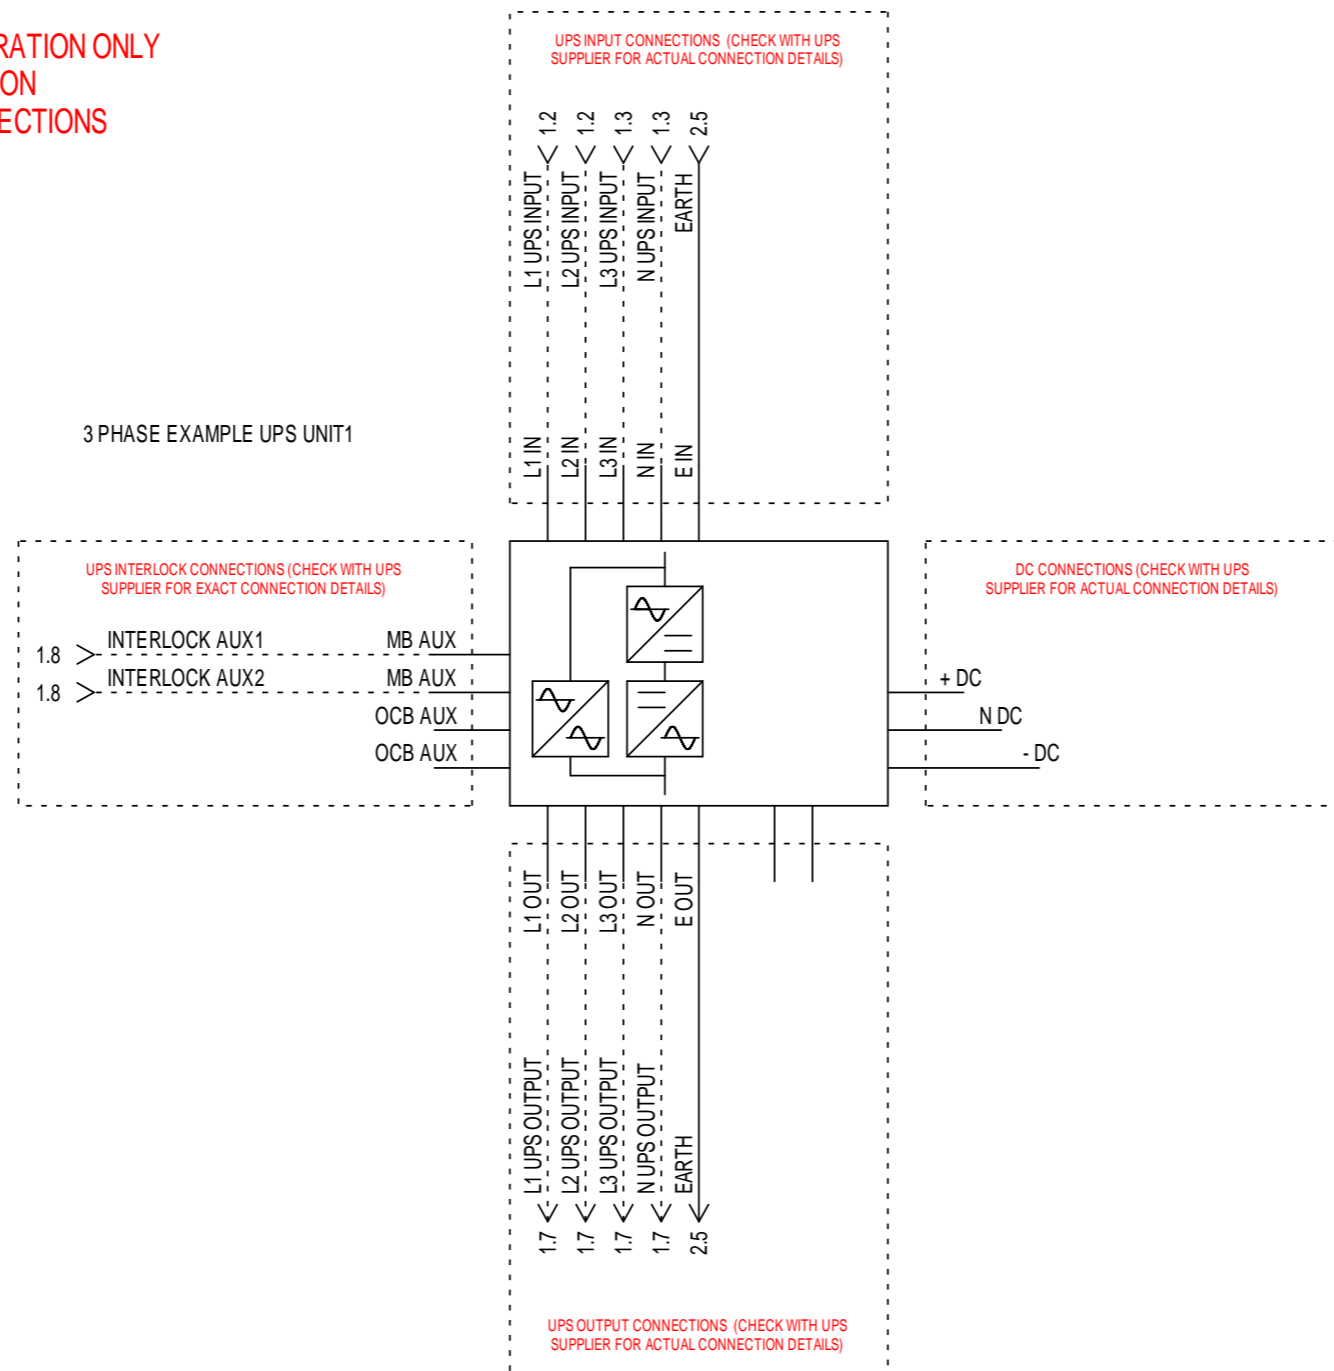 RATION ONLY
ON
ECTIONS
UPS INPUT CONNECTIONS (CHECK WITH UPS
SUPPLIER FOR ACTUAL CONNECTION DETAILS)
1.2
1.2
1.3
1.3
2.5
L1 UPS INPUT
L2 UPS INPUT
L3 UPS INPUT
N UPS INPUT
EARTH
3 PHASE EXAMPLE UPS UNIT1
L1 IN
L2 IN
L3 IN
N IN
E IN
UPS INTERLOCK CONNECTIONS (CHECK WITH UPS
SUPPLIER FOR EXACT CONNECTION DETAILS)
1.8 INTERLOCK AUX1 MB AUX
1.8 INTERLOCK AUX2 MB AUX
OCB AUX
OCB AUX
DC CONNECTIONS (CHECK WITH UPS
SUPPLIER FOR ACTUAL CONNECTION DETAILS)
+ DC
N DC
- DC
L1 OUT
L2 OUT
L3 OUT
N OUT
E OUT
L1 UPS OUTPUT
L2 UPS OUTPUT
L3 UPS OUTPUT
N UPS OUTPUT
EARTH
1.7
1.7
1.7
1.7
2.5
UPS OUTPUT CONNECTIONS (CHECK WITH UPS
SUPPLIER FOR ACTUAL CONNECTION DETAILS)